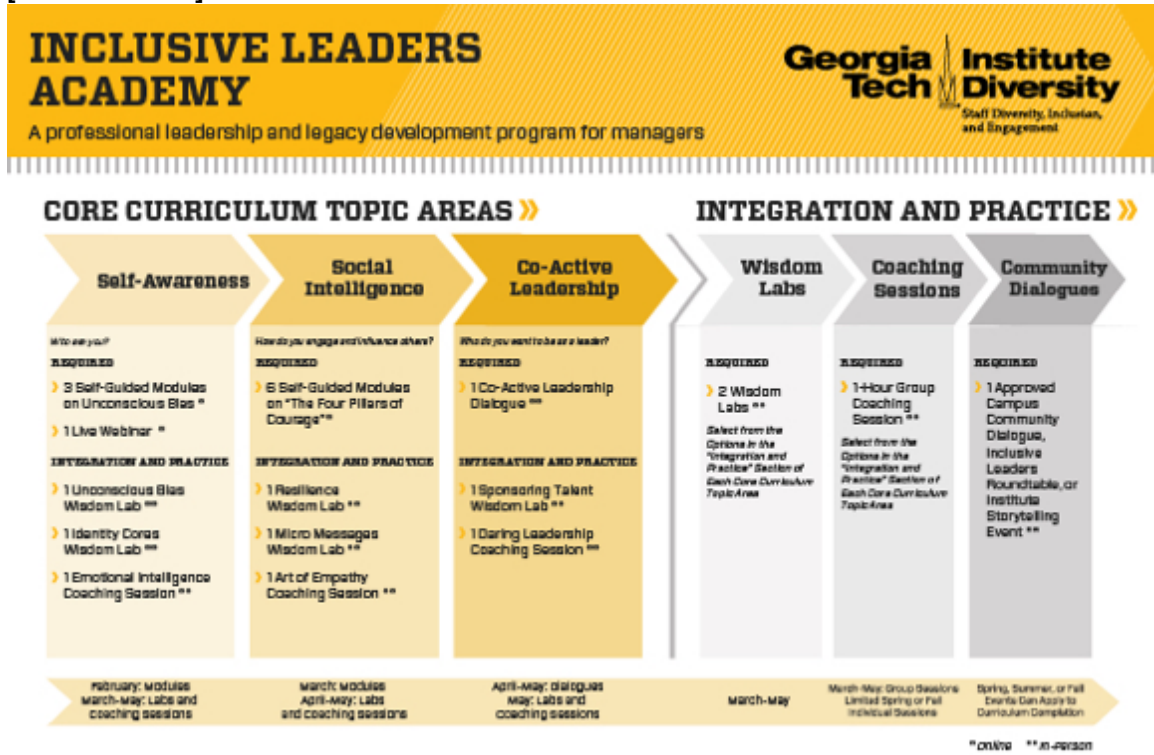 INCLUSIVE LEADERS
ACADEMY
A professional leadership and legacy development program for managers
Georgia
Tech
Institute
Diversity
Staff Diversity, Inclusion,
and Engagement
CORE CURRICULUM TOPIC AREAS »
Self-Awareness
Who are you?
REQUIRED
3 Self-Guided Modules
on Unconscious Bias *
1 Live Webinar *
INTEGRATION AND PRACTICE
1 Unconscious Bias
Wisdom Lab **
1 Identity Cores
Wisdom Lab **
1 Emotional Intelligence
Coaching Session **
February: Modules
March-May: Labs and
coaching sessions
Social
Intelligence
How do you engage and influence others?
REQUIRED
6 Self-Guided Modules
on "The Four Pillars of
Courage"*
INTEGRATION AND PRACTICE
1 Resilience
Wisdom Lab **
1 Micro Messages
Wisdom Lab **
1 Art of Empathy
Coaching Session **
March: Modules
April-May: Labs
and coaching sessions
Co-Active
Leadership
Who do you want to be as a leader?
REQUIRED
1 Co-Active Leadership
Dialogue **
INTEGRATION AND PRACTICE
1 Sponsoring Talent
Wisdom Lab **
1 Daring Leadership
Coaching Session **
April-May: dialogues
May: Labs and
coaching sessions
INTEGRATION AND PRACTICE »
Wisdom
Labs
REQUIRED
2 Wisdom
Labs **
Select from the
Options in the
"Integration and
Practice" Section of
Each Core Curriculum
Topic Area
March-May
Coaching
Sessions
REQUIRED
1-Hour Group
Coaching
Session **
Select from the
Options in the
"Integration and
Practice" Section of
Each Core Curriculum
Topic Area
March-May: Group Sessions
Limited Spring or Fall
Individual Sessions
Community
Dialogues
REQUIRED
1 Approved
Campus
Community
Dialogue,
Inclusive
Leaders
Roundtable, or
Institute
Storytelling
Event **
Spring, Summer, or Fall
Events Can Apply to
Curriculum Completion
* online ** in-person